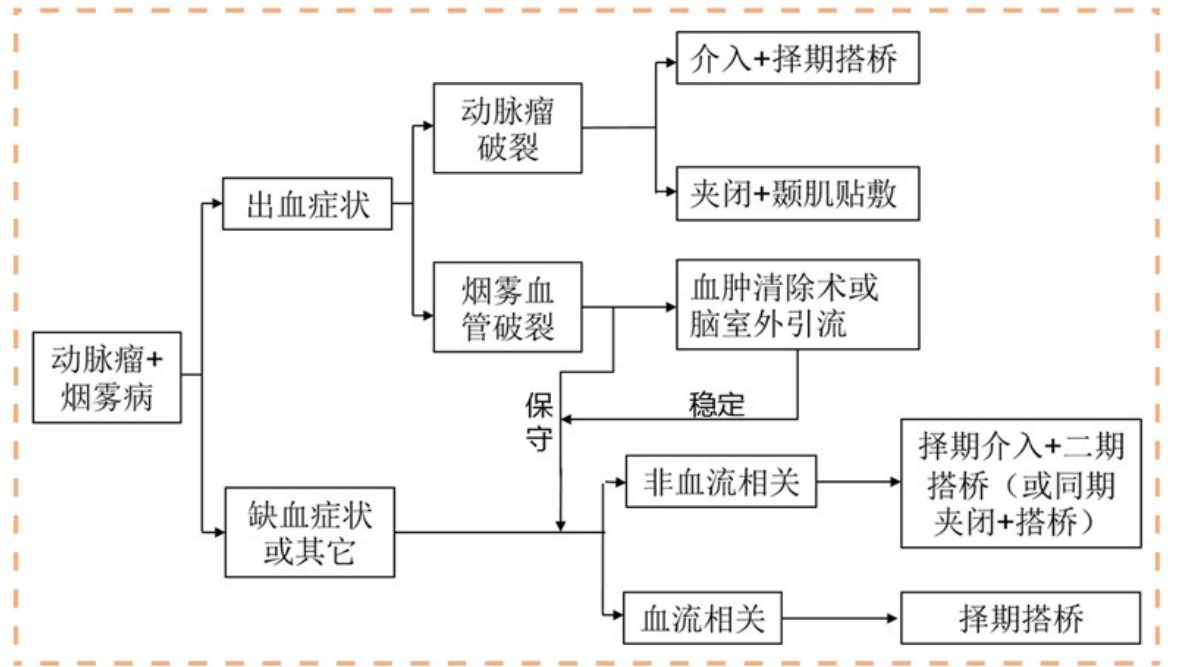 介入+择期搭桥
动脉瘤
破裂
夹闭+颞肌贴敷
出血症状
烟雾血
管破裂
血肿清除术或
脑室外引流
动脉瘤+
烟雾病
保
守
稳定
择期介入+二期
搭桥（或同期
夹闭+搭桥）
非血流相关
缺血症状
或其它
血流相关
择期搭桥